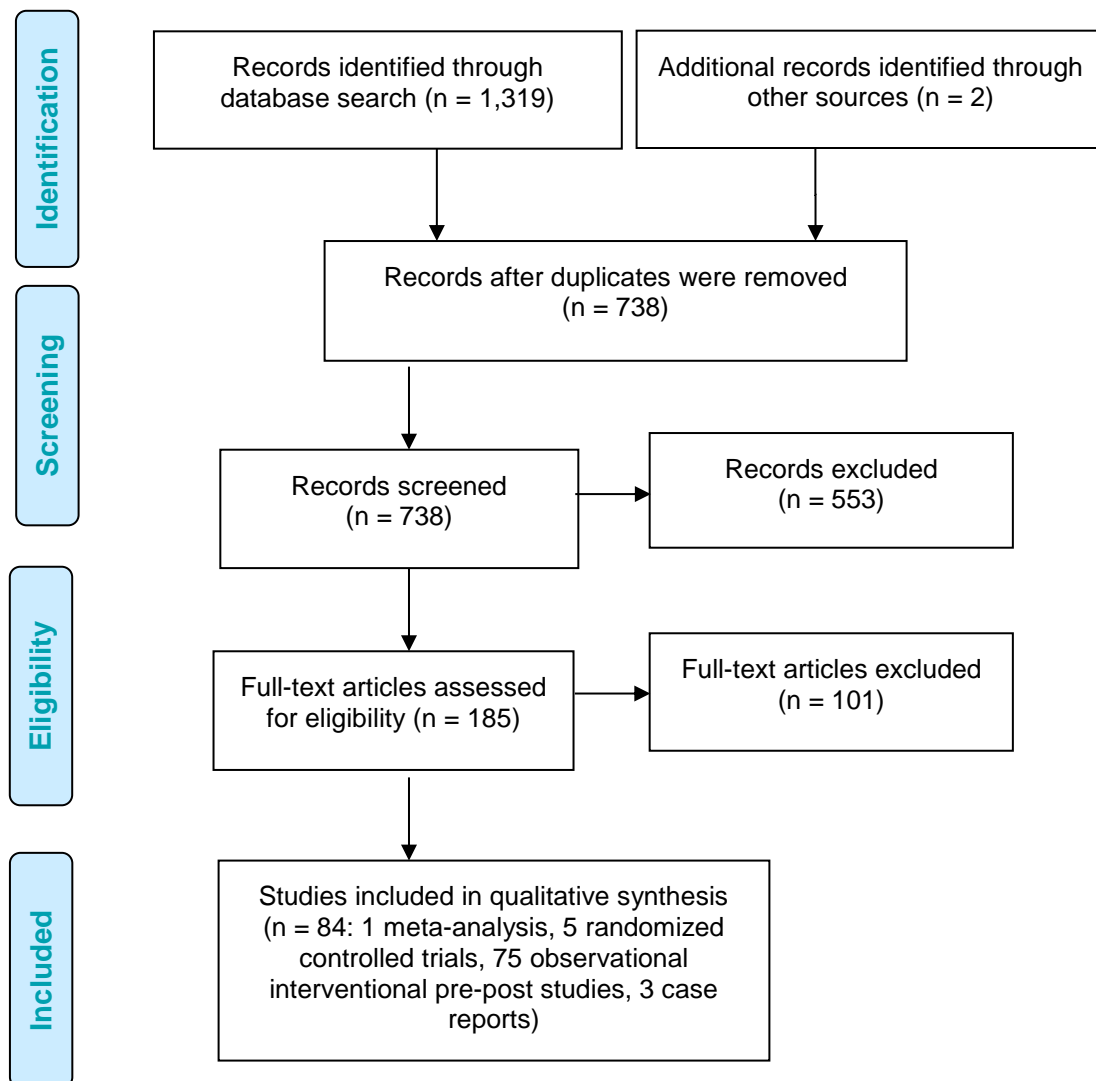 Identification
Records identified through
database search (n = 1,319)
Additional records identified through
other sources (n = 2)
Records after duplicates were removed
(n = 738)
Screening
Records screened
(n = 738)
Records excluded
(n = 553)
Eligibility
Full-text articles assessed
for eligibility (n = 185)
Full-text articles excluded
(n = 101)
Included
Studies included in qualitative synthesis
(n = 84: 1 meta-analysis, 5 randomized
controlled trials, 75 observational
interventional pre-post studies, 3 case
reports)